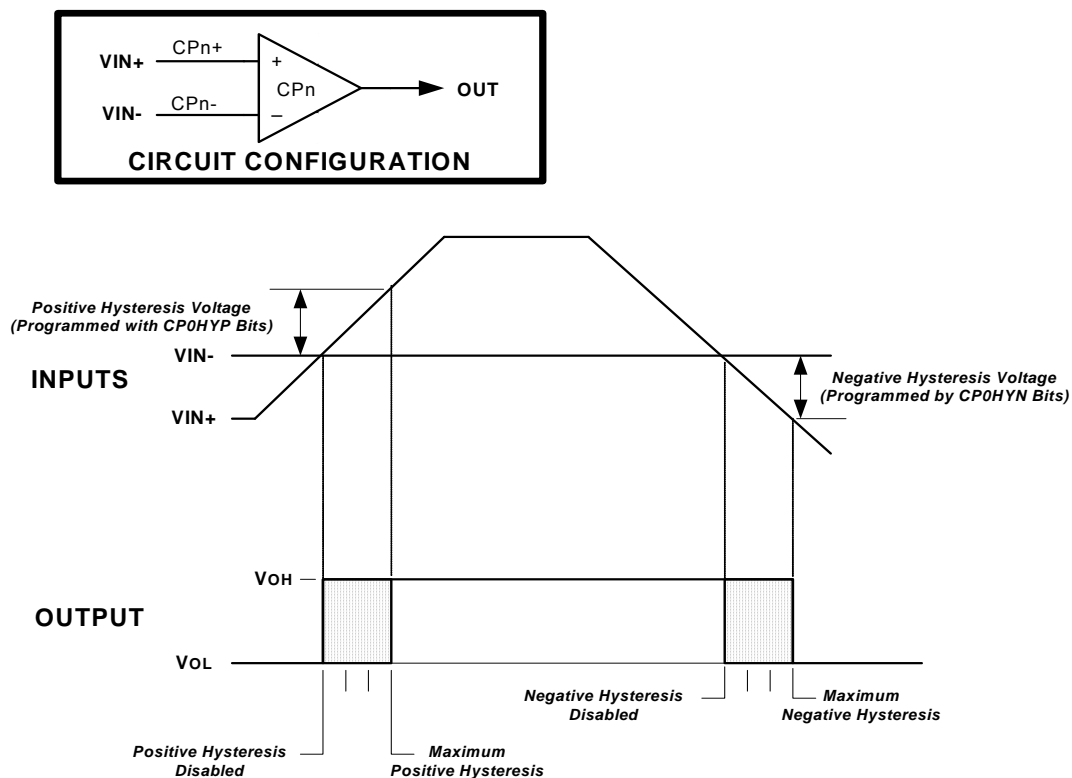 CPn+
VIN+
+
CPn
OUT
CPn-
VIN-
–
CIRCUIT CONFIGURATION
Positive Hysteresis Voltage
(Programmed with CP0HYP Bits)
VIN-
INPUTS
Negative Hysteresis Voltage
(Programmed by CP0HYN Bits)
VIN+
VOH
OUTPUT
VOL
Negative Hysteresis
Disabled
Maximum
Negative Hysteresis
Positive Hysteresis
Disabled
Maximum
Positive Hysteresis